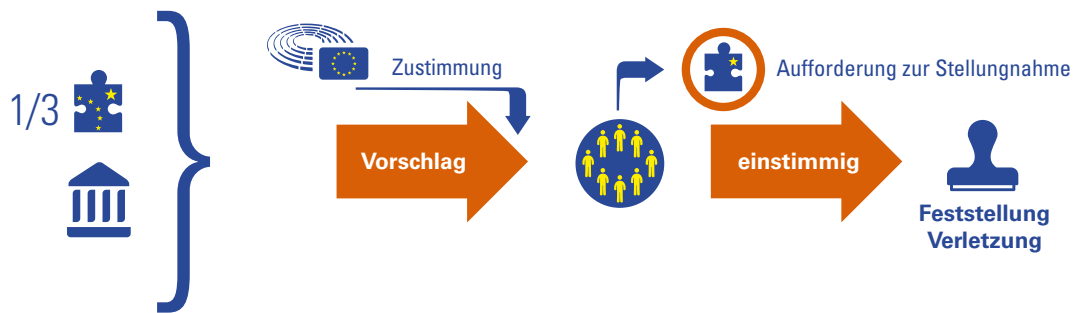 1/3
Zustimmung
Vorschlag
Aufforderung zur Stellungnahme
einstimmig
Feststellung
Verletzung